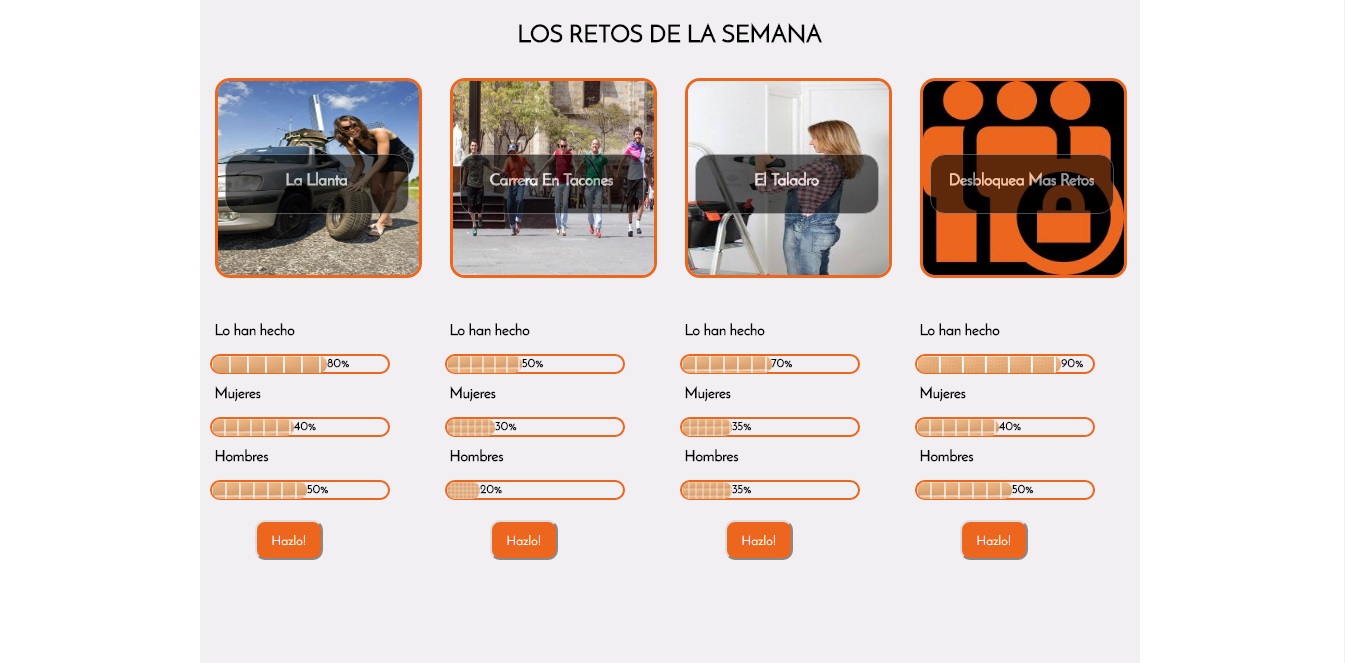 LOS RETOS DE LA SEMANA
La Llanta
Carrera En Tacones
El Taladro
Desbloquea Mas Retos
Lo han hecho
Lo han hecho
Lo han hecho
Lo han hecho
80%
50%
70%
90%
Mujeres
Mujeres
Mujeres
Mujeres
40%
30%
35%
40%
Hombres
Hombres
Hombres
Hombres
50%
20%
35%
50%
Hazlo!
Hazlo!
Hazlo!
Hazlo!